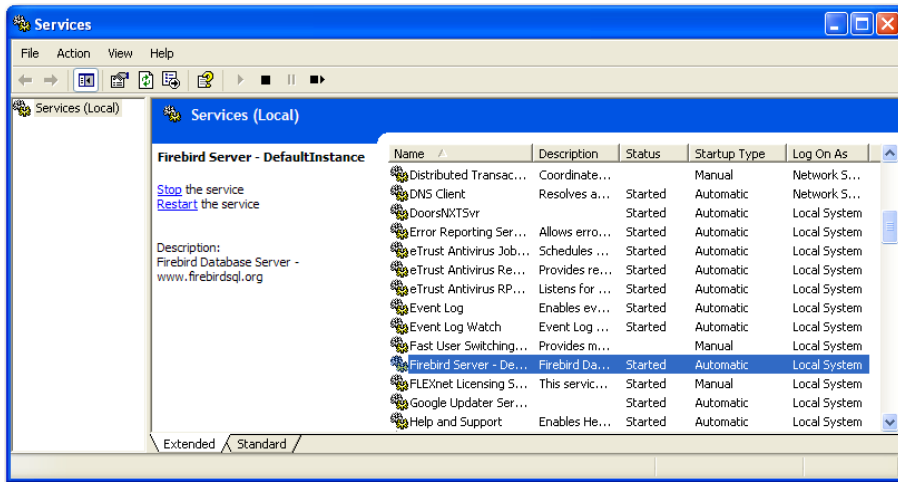 Services
File Action View Help
Services (Local)
Services (Local)
Firebird Server - DefaultInstance
Stop the service
Restart the service
Description:
Firebird Database Server -
www.firebirdsql.org
Name Description Status Startup Type Log On As
Distributed Transac... Coordinate... Manual Network S...
DNS Client Resolves a... Started Automatic Network S...
DoorsNXTSvr Started Automatic Local System
Error Reporting Ser... Allows erro... Started Automatic Local System
eTrust Antivirus Job... Schedules ... Started Automatic Local System
eTrust Antivirus Re... Provides re... Started Automatic Local System
eTrust Antivirus RP... Listens for ... Started Automatic Local System
Event Log Enables ev... Started Automatic Local System
Event Log Watch Event Log ... Started Automatic Local System
Fast User Switching... Provides m... Manual Local System
Firebird Server - De... Firebird Da... Started Automatic Local System
FLEXnet Licensing S... This servic... Started Manual Local System
Google Updater Ser... Started Automatic Local System
Help and Support Enables He... Started Automatic Local System
Extended Standard